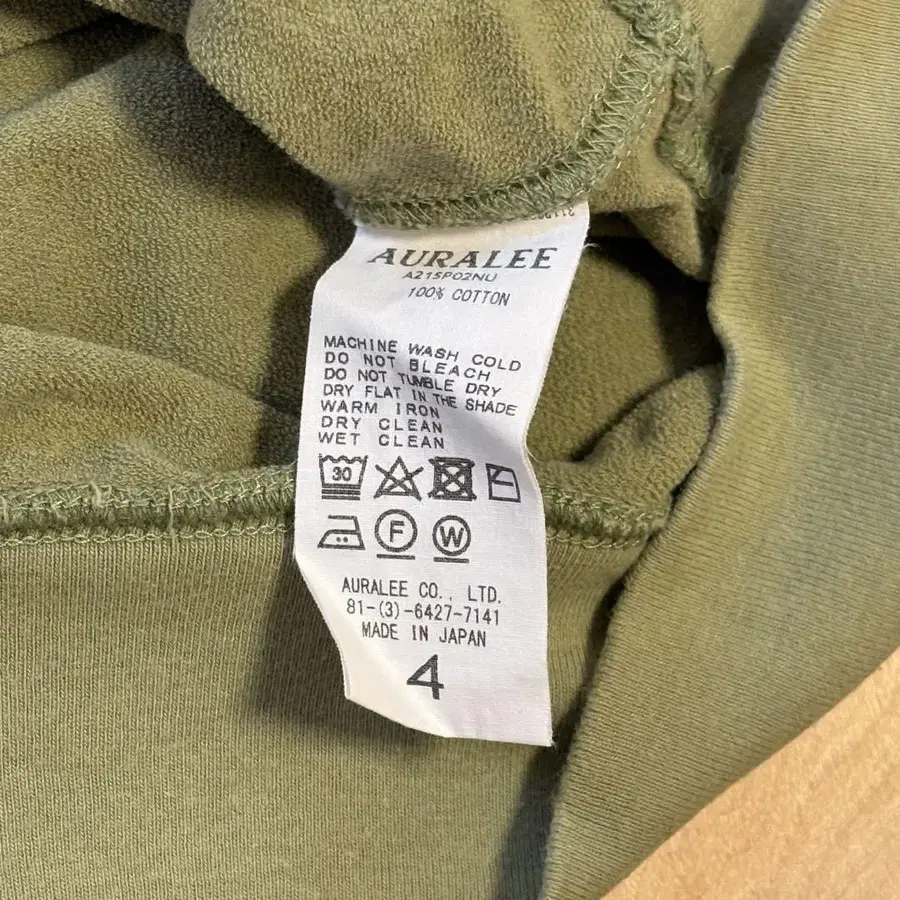 AURALEE
A21SP02NU
100% COTTON
MACHINE WASH COLD
DO NOT BLEACH
DO NOT TUMBLE DRY
DRY FLAT IN THE SHADE
WARM IRON
DRY CLEAN
WET CLEAN
30
F W
AURALEE CO., LTD.
81-(3)-6427-7141
MADE IN JAPAN
4